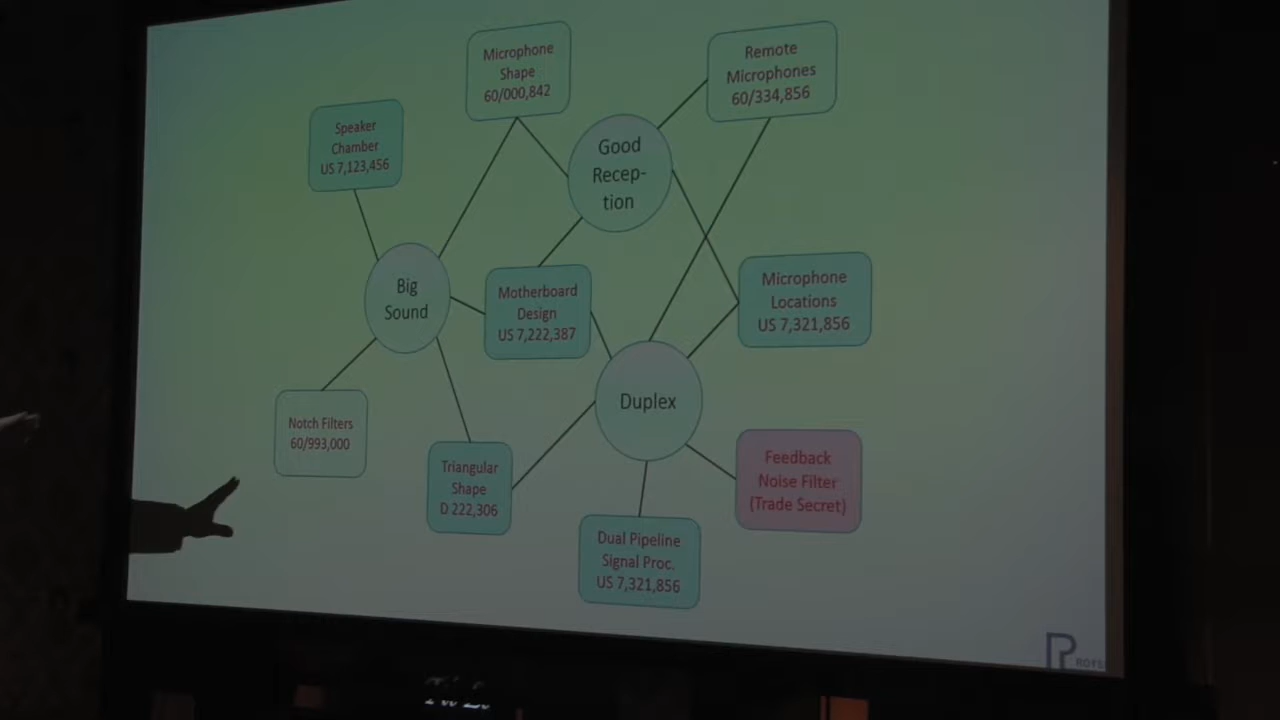 Microphone
Shape
60/000,842
Remote
Microphones
60/334,856
Speaker
Chamber
US 7,123,456
Good
Recep-
tion
Big
Sound
Motherboard
Design
US 7,222,387
Microphone
Locations
US 7,321,856
Duplex
Notch Filters
60/993,000
Triangular
Shape
D 222,306
Feedback
Noise Filter
(Trade Secret)
Dual Pipeline
Signal Proc.
US 7,321,856